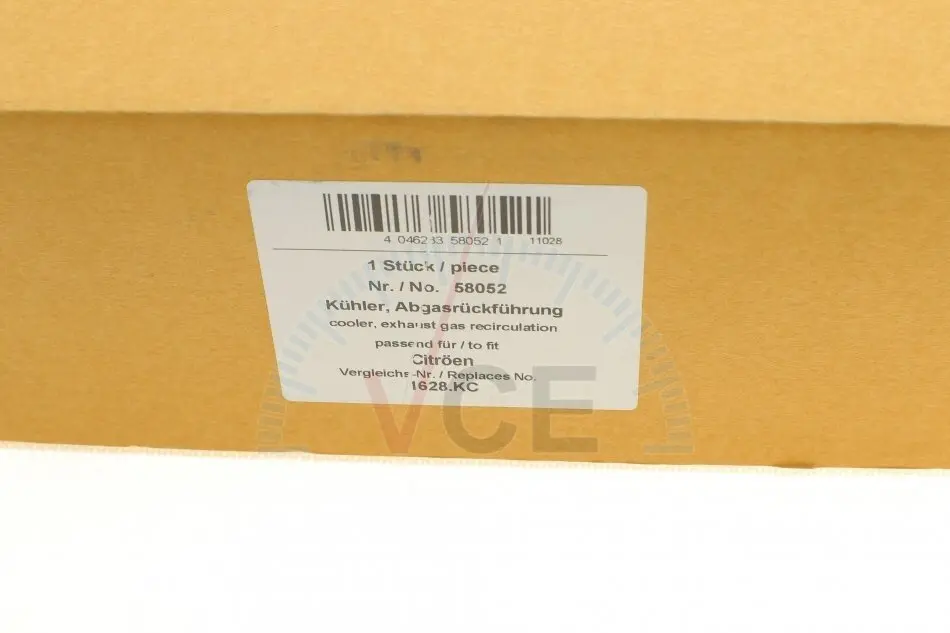 4 046233 58052 1 11028
1 Stück / piece
Nr. / No. 58052
Kühler, Abgasrückführung
cooler, exhaust gas recirculation
passend für / to fit
Citröen
Vergleichs-Nr. / Replaces No.
1628.KC
VCE